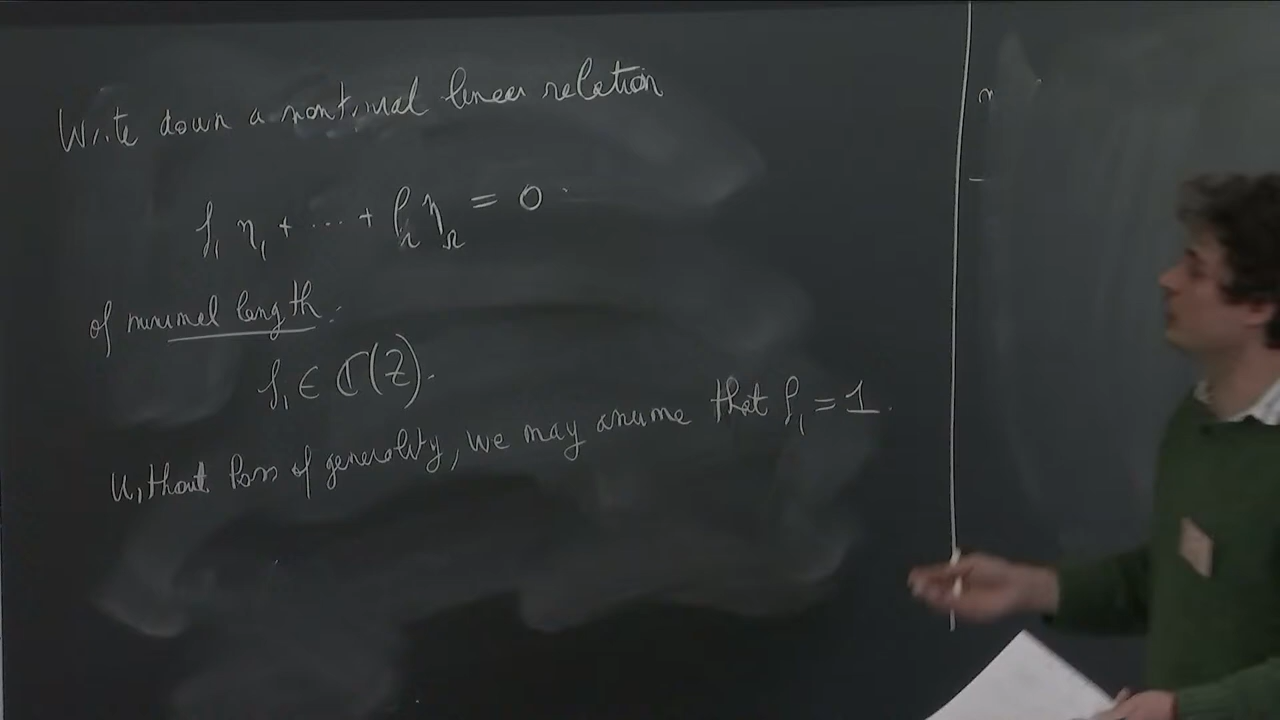 Write down a nontrivial linear relation
f₁ η₁ + ⋯ + fᵣ ηᵣ = 0.
of minimal length.
f₁ ∈ ℂ(Z).
Without loss of generality, we may assume that f₁ = 1.